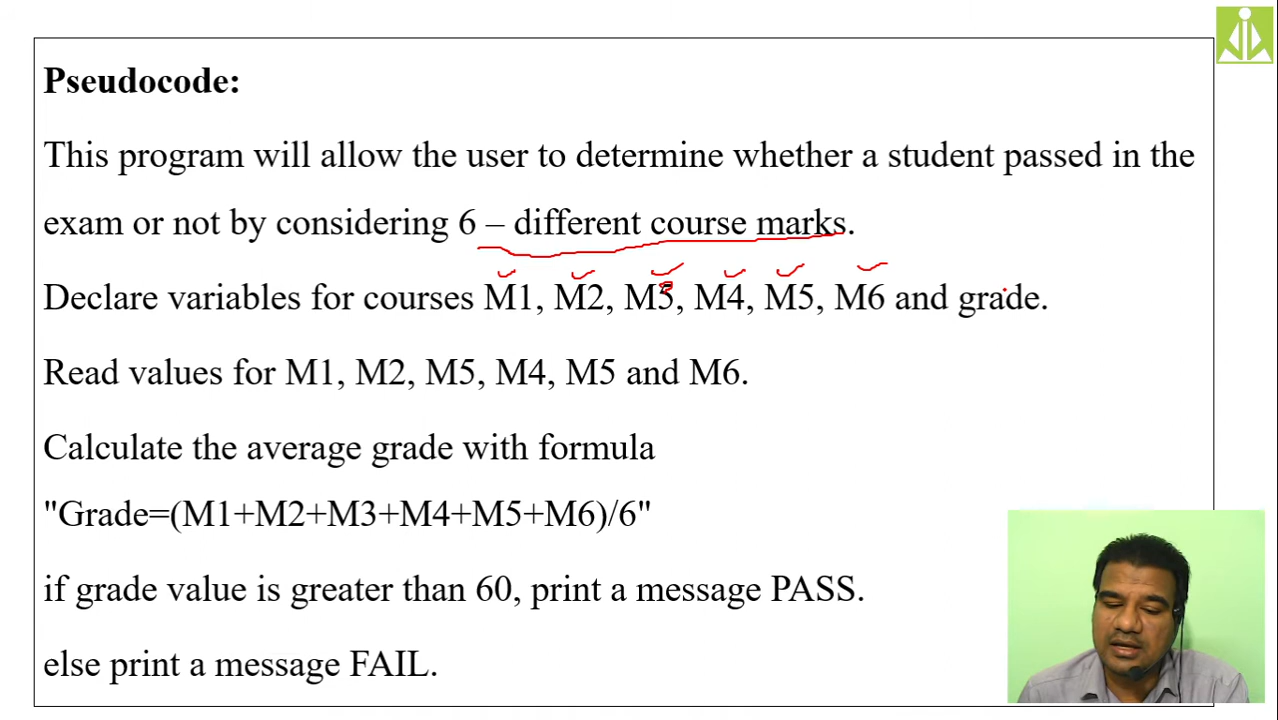 Pseudocode:
This program will allow the user to determine whether a student passed in the
exam or not by considering 6 – different course marks.
Declare variables for courses M1, M2, M3, M4, M5, M6 and grade.
Read values for M1, M2, M5, M4, M5 and M6.
Calculate the average grade with formula
"Grade=(M1+M2+M3+M4+M5+M6)/6"
if grade value is greater than 60, print a message PASS.
else print a message FAIL.